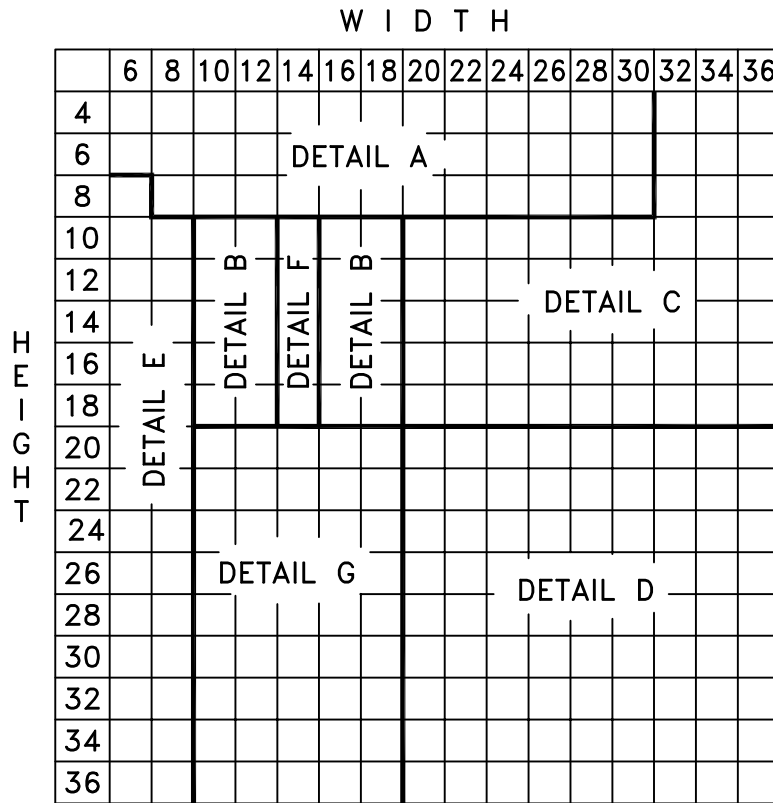 W I D T H
6 8 10 12 14 16 18 20 22 24 26 28 30 32 34 36
4
6
8
10
12
14
16
18
20
22
24
26
28
30
32
34
36
HEIGHT
DETAIL A
DETAIL B
DETAIL F
DETAIL B
DETAIL C
DETAIL E
DETAIL G
DETAIL D